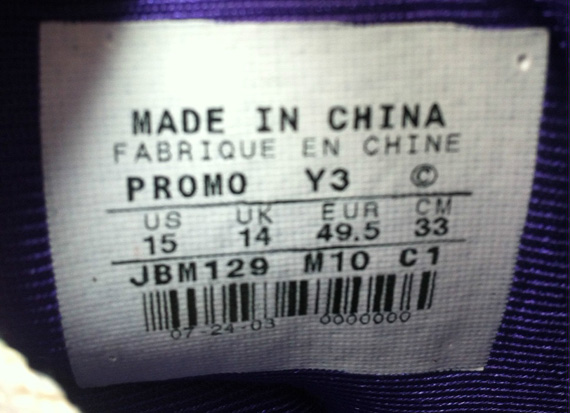 MADE IN CHINA
FABRIQUE EN CHINE
PROMO Y3 ©
US UK EUR CM
15 14 49.5 33
JBM129 M10 C1
07-24-03 0000000